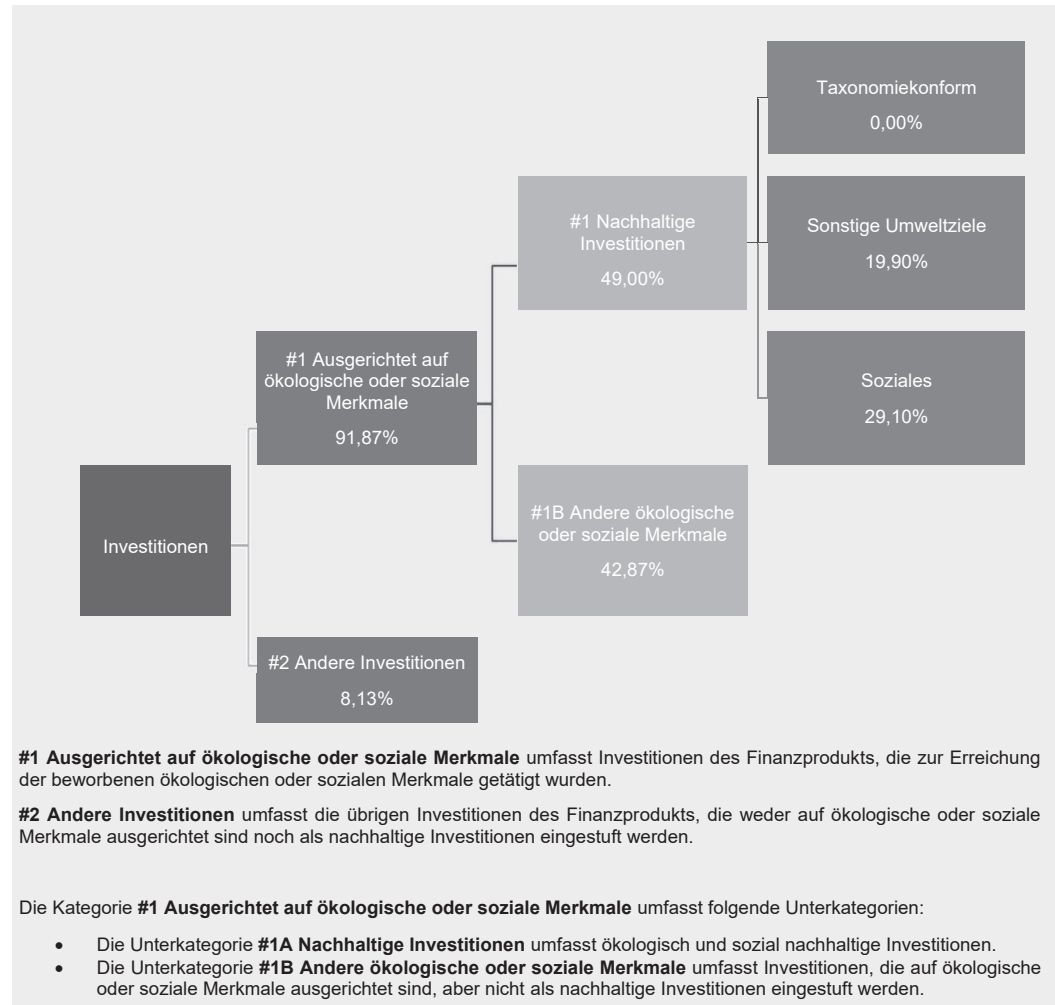 Taxonomiekonform
0,00%
#1 Nachhaltige
Investitionen
49,00%
Sonstige Umweltziele
19,90%
#1 Ausgerichtet auf
ökologische oder soziale
Merkmale
91,87%
Soziales
29,10%
Investitionen
#1B Andere ökologische
oder soziale Merkmale
42,87%
#2 Andere Investitionen
8,13%
#1 Ausgerichtet auf ökologische oder soziale Merkmale umfasst Investitionen des Finanzprodukts, die zur Erreichung
der beworbenen ökologischen oder sozialen Merkmale getätigt wurden.
#2 Andere Investitionen umfasst die übrigen Investitionen des Finanzprodukts, die weder auf ökologische oder soziale
Merkmale ausgerichtet sind noch als nachhaltige Investitionen eingestuft werden.
Die Kategorie #1 Ausgerichtet auf ökologische oder soziale Merkmale umfasst folgende Unterkategorien:
• Die Unterkategorie #1A Nachhaltige Investitionen umfasst ökologisch und sozial nachhaltige Investitionen.
• Die Unterkategorie #1B Andere ökologische oder soziale Merkmale umfasst Investitionen, die auf ökologische
oder soziale Merkmale ausgerichtet sind, aber nicht als nachhaltige Investitionen eingestuft werden.